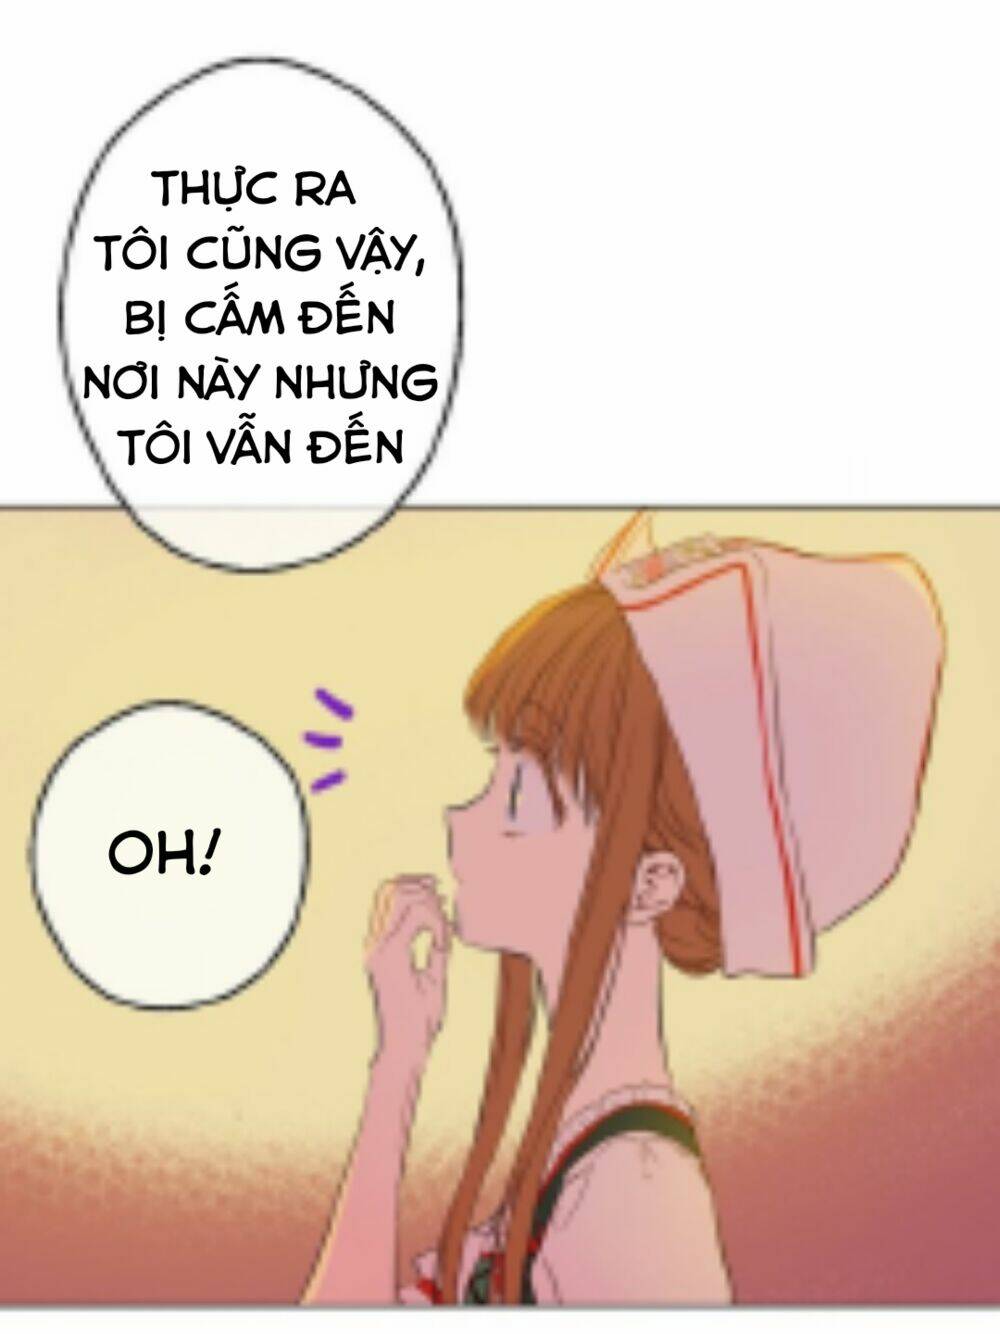 THỰC RA
TÔI CŨNG VẬY,
BỊ CẤM ĐẾN
NƠI NÀY NHƯNG
TÔI VẪN ĐẾN
OH!